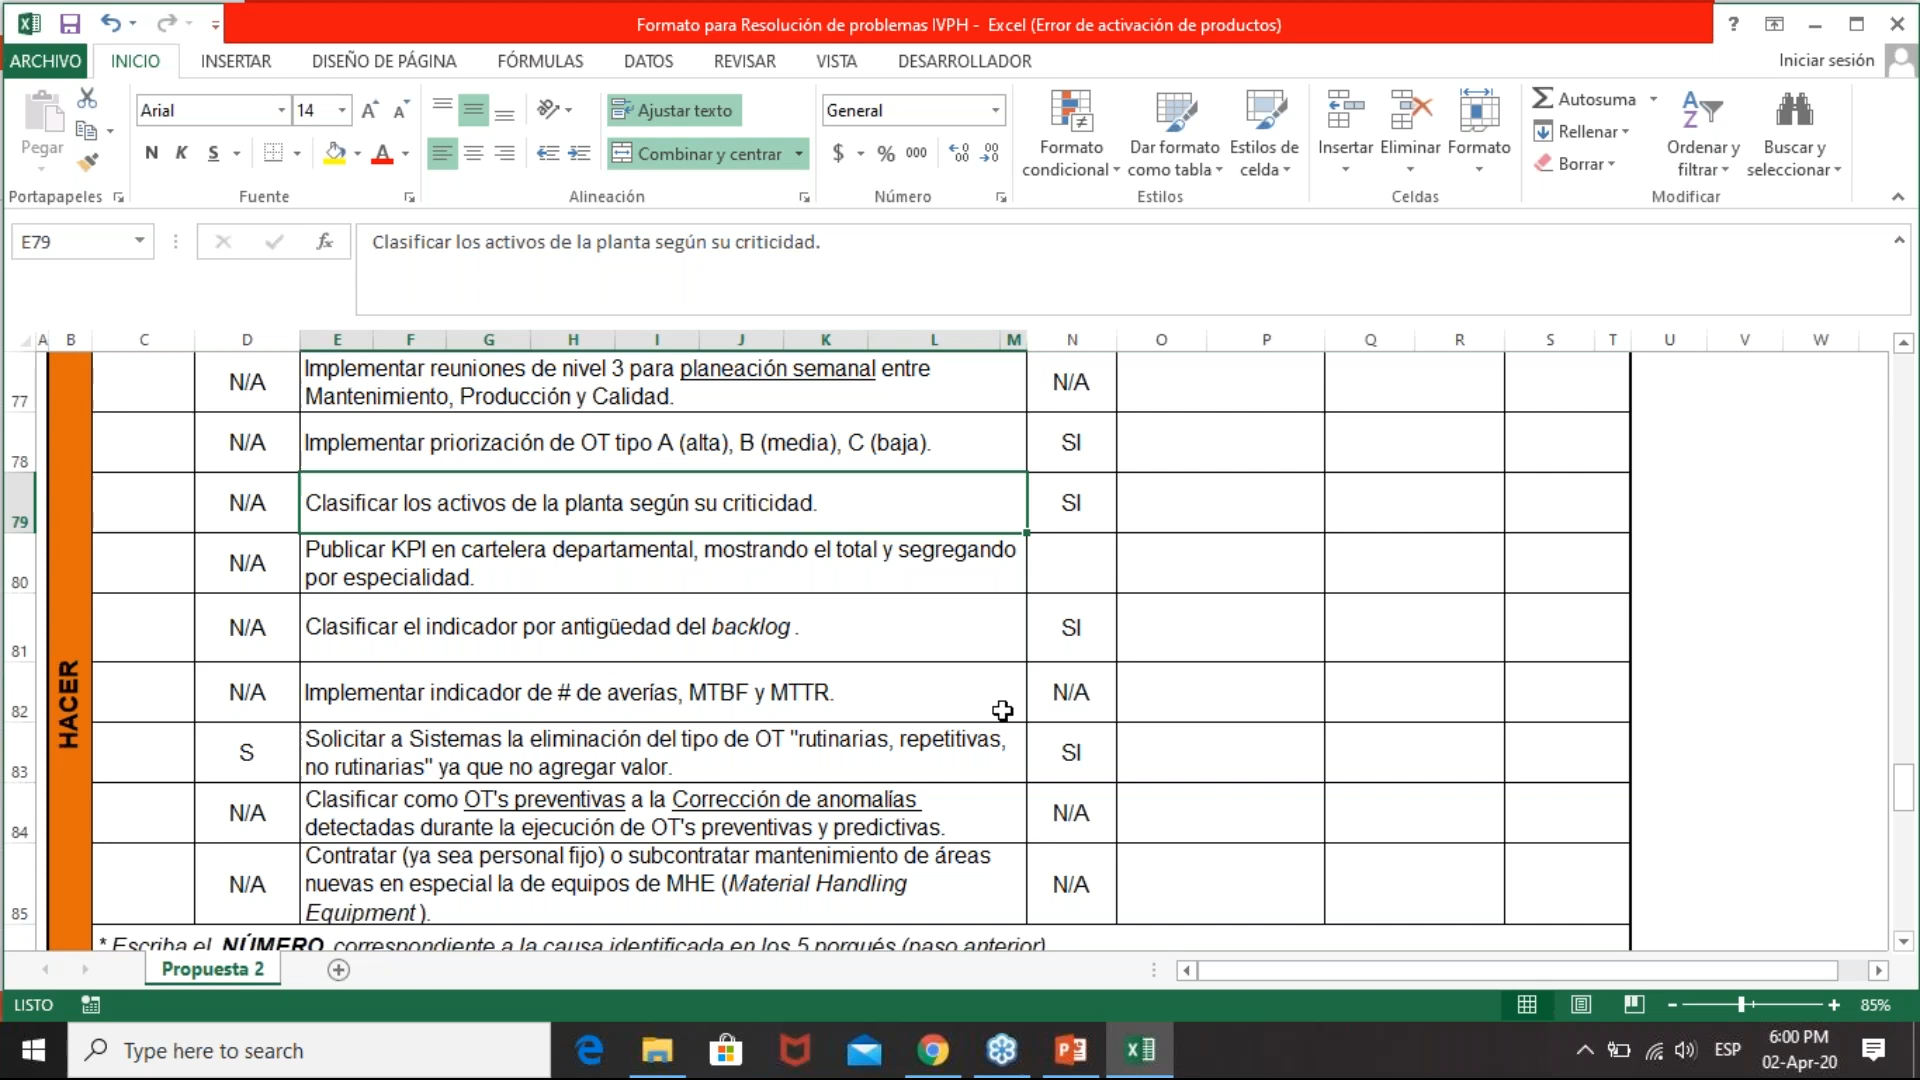 Formato para Resolución de problemas IVPH - Excel (Error de activación de productos)
ARCHIVO INICIO INSERTAR DISEÑO DE PÁGINA FÓRMULAS DATOS REVISAR VISTA DESARROLLADOR Iniciar sesión
Pegar
Portapapeles
Arial 14
N K S
Fuente
Ajustar texto
Combinar y centrar
Alineación
General
$ % 000
Número
Formato condicional
Dar formato como tabla
Estilos de celda
Estilos
Insertar Eliminar Formato
Celdas
Autosuma
Rellenar
Borrar
Ordenar y filtrar
Buscar y seleccionar
Modificar
E79 fx Clasificar los activos de la planta según su criticidad.
A B C D E F G H I J K L M N O P Q R S T U V W
HACER
77 N/A Implementar reuniones de nivel 3 para planeación semanal entre
Mantenimiento, Producción y Calidad. N/A
78 N/A Implementar priorización de OT tipo A (alta), B (media), C (baja). SI
79 N/A Clasificar los activos de la planta según su criticidad. SI
80 N/A Publicar KPI en cartelera departamental, mostrando el total y segregando
por especialidad.
81 N/A Clasificar el indicador por antigüedad del backlog . SI
82 N/A Implementar indicador de # de averías, MTBF y MTTR. N/A
83 S Solicitar a Sistemas la eliminación del tipo de OT "rutinarias, repetitivas,
no rutinarias" ya que no agregar valor. SI
84 N/A Clasificar como OT's preventivas a la Corrección de anomalías
detectadas durante la ejecución de OT's preventivas y predictivas. N/A
85 N/A Contratar (ya sea personal fijo) o subcontratar mantenimiento de áreas
nuevas en especial la de equipos de MHE (Material Handling
Equipment ). N/A
* Escriba el NÚMERO correspondiente a la causa identificada en los 5 porqués (paso anterior)
Propuesta 2
LISTO 85%
Type here to search
ESP
6:00 PM
02-Apr-20